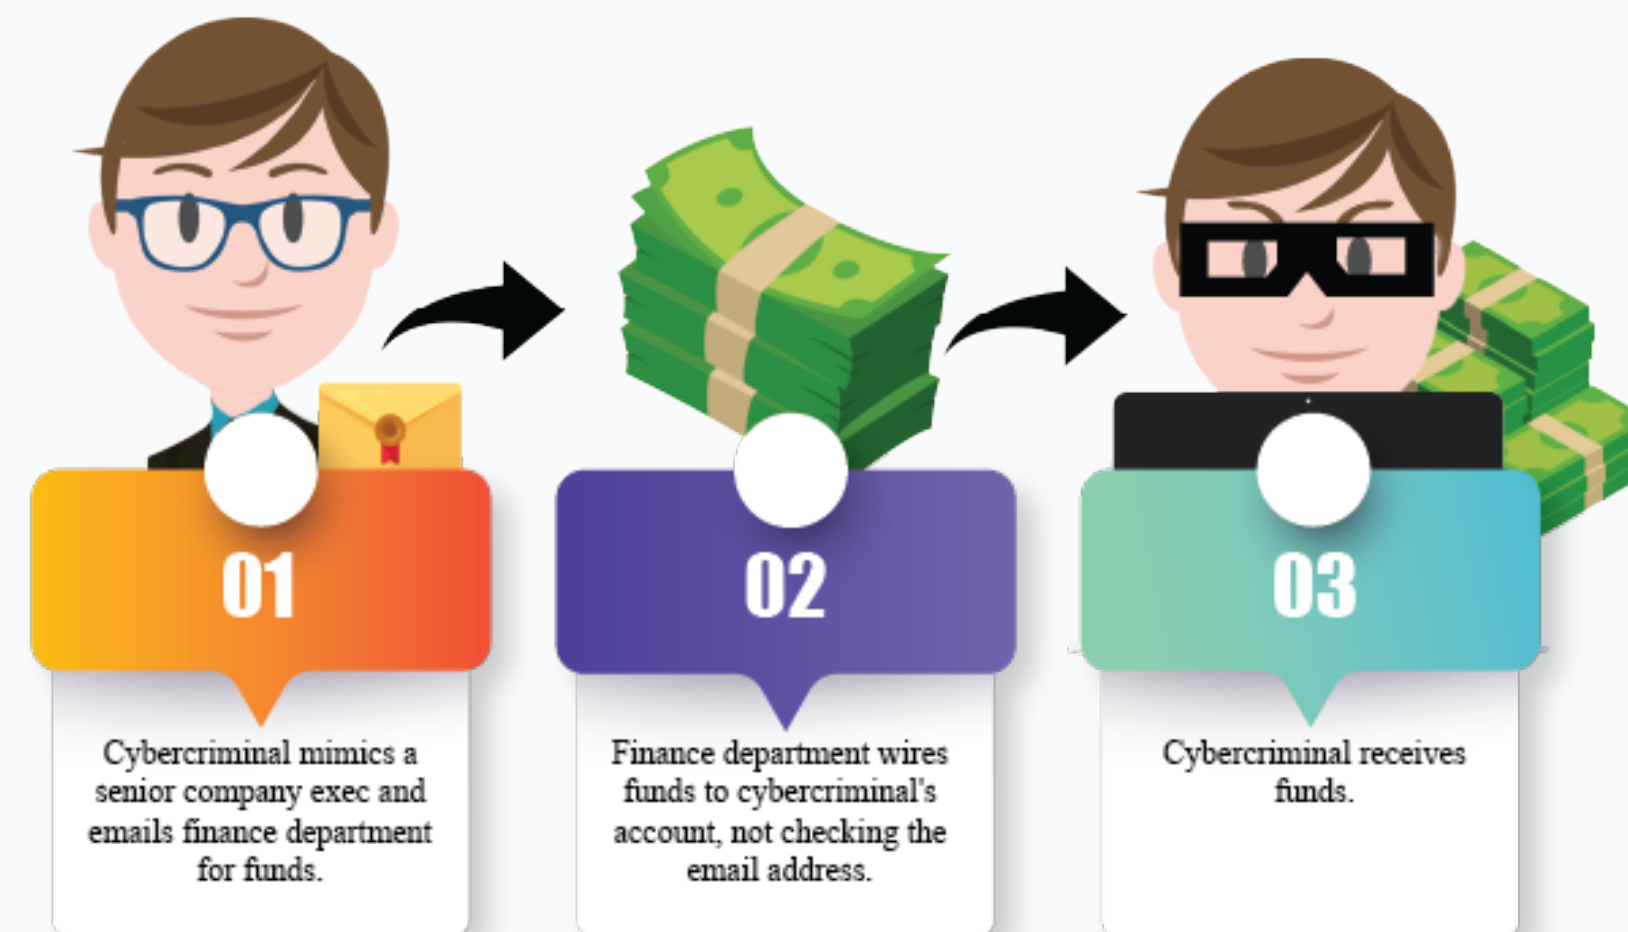 01
Cybercriminal mimics a
senior company exec and
emails finance department
for funds.
02
Finance department wires
funds to cybercriminal's
account, not checking the
email address.
03
Cybercriminal receives
funds.